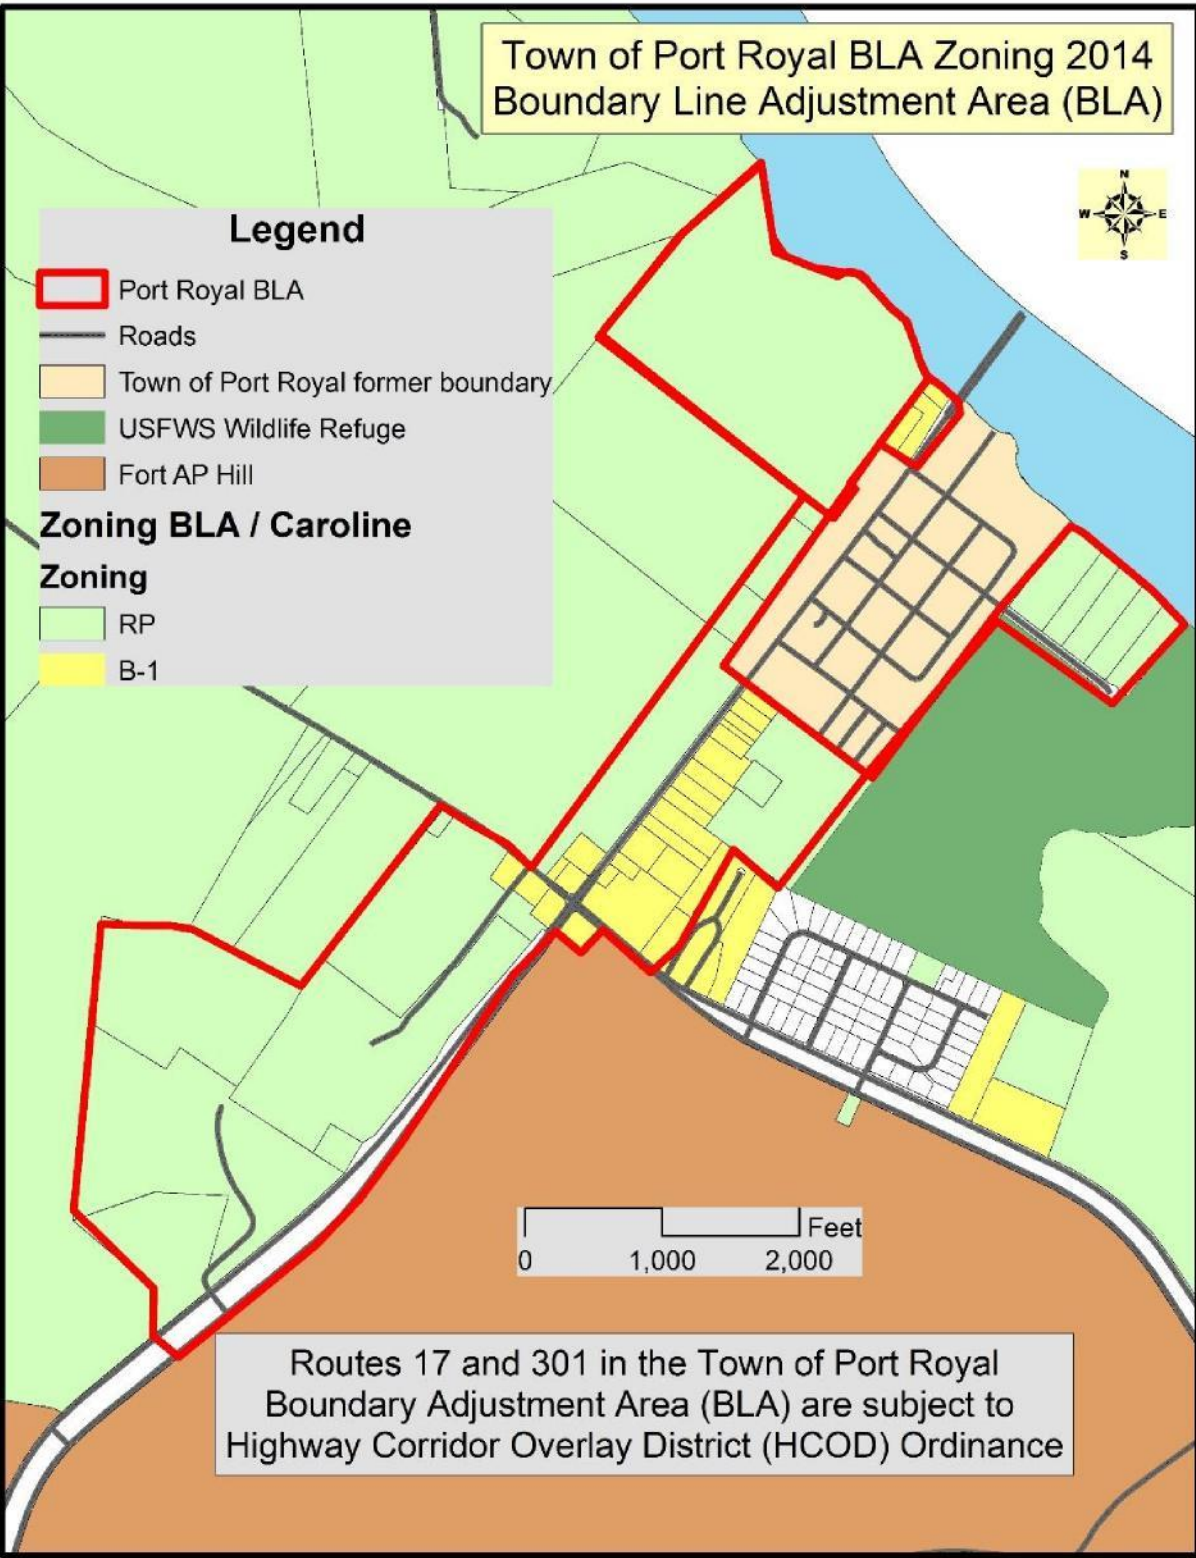 Town of Port Royal BLA Zoning 2014
Boundary Line Adjustment Area (BLA)
N
W E
S
Legend
Port Royal BLA
Roads
Town of Port Royal former boundary
USFWS Wildlife Refuge
Fort AP Hill
Zoning BLA / Caroline
Zoning
RP
B-1
Feet
0 1,000 2,000
Routes 17 and 301 in the Town of Port Royal
Boundary Adjustment Area (BLA) are subject to
Highway Corridor Overlay District (HCOD) Ordinance